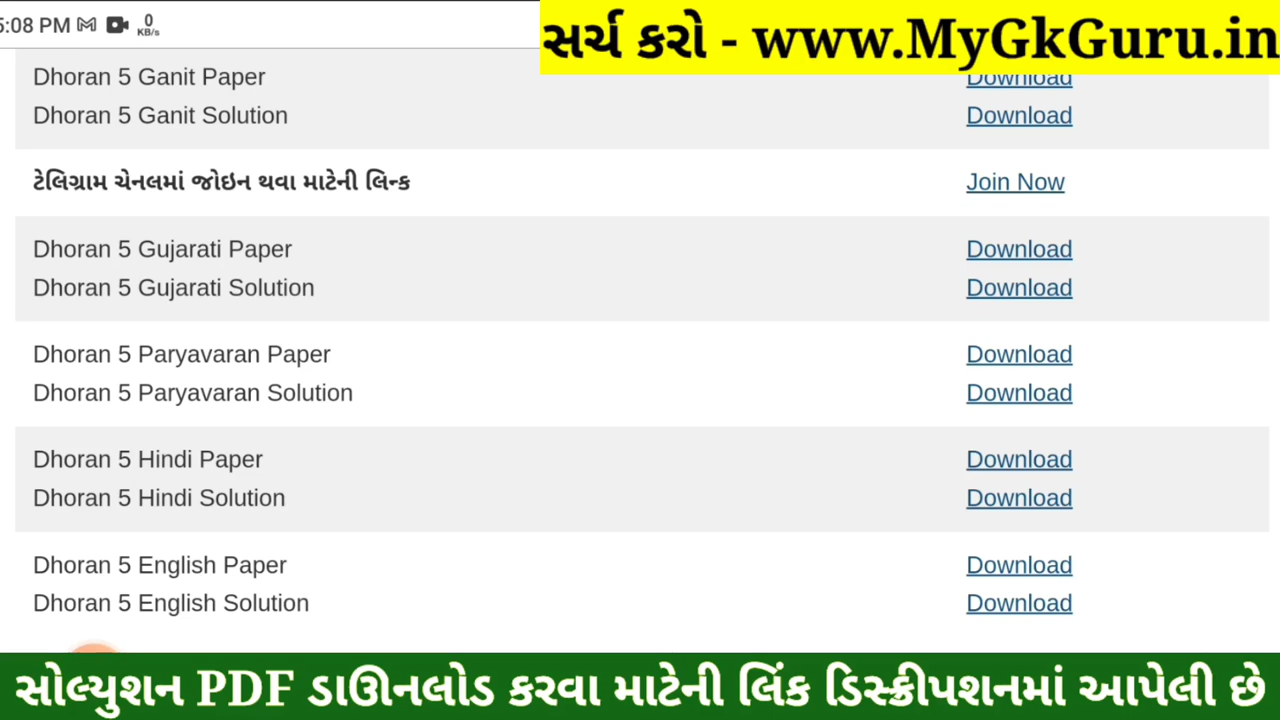 5:08 PM 0 KB/s
સર્ચ કરો - www.MyGkGuru.in
Dhoran 5 Ganit Paper Download
Dhoran 5 Ganit Solution Download
ટેલિગ્રામ ચેનલમાં જોઇન થવા માટેની લિન્ક Join Now
Dhoran 5 Gujarati Paper Download
Dhoran 5 Gujarati Solution Download
Dhoran 5 Paryavaran Paper Download
Dhoran 5 Paryavaran Solution Download
Dhoran 5 Hindi Paper Download
Dhoran 5 Hindi Solution Download
Dhoran 5 English Paper Download
Dhoran 5 English Solution Download
સોલ્યુશન PDF ડાઊનલોડ કરવા માટેની લિંક ડિસ્ક્રીપશનમાં આપેલી છે